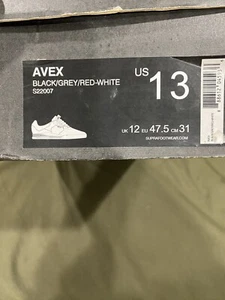 AVEX
BLACK/GREY/RED-WHITE
S22007
US 13
UK 12 EU 47.5 CM 31
SUPRAFOOTWEAR.COM